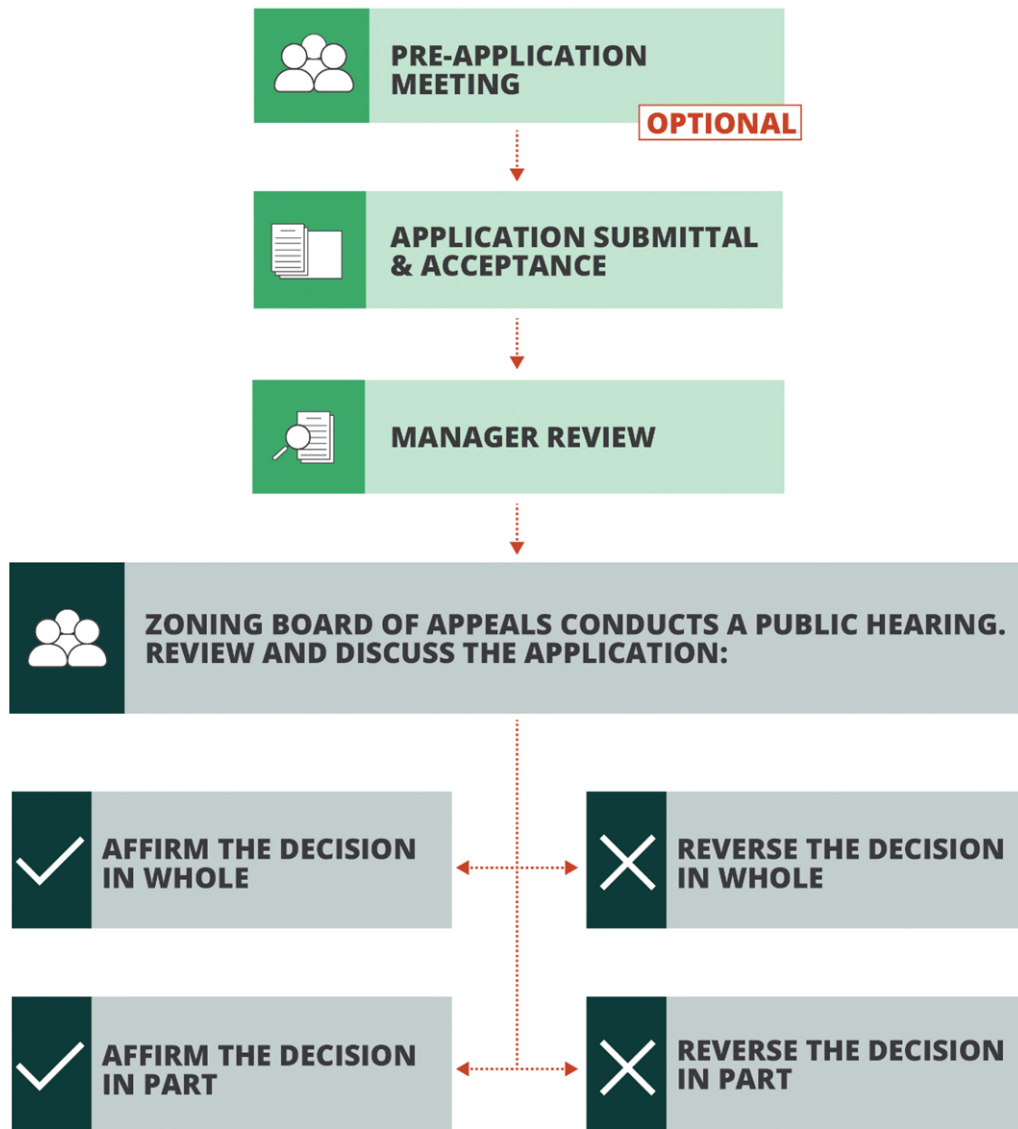 PRE-APPLICATION
MEETING
OPTIONAL
APPLICATION SUBMITTAL
& ACCEPTANCE
MANAGER REVIEW
ZONING BOARD OF APPEALS CONDUCTS A PUBLIC HEARING.
REVIEW AND DISCUSS THE APPLICATION:
AFFIRM THE DECISION
IN WHOLE
REVERSE THE DECISION
IN WHOLE
AFFIRM THE DECISION
IN PART
REVERSE THE DECISION
IN PART